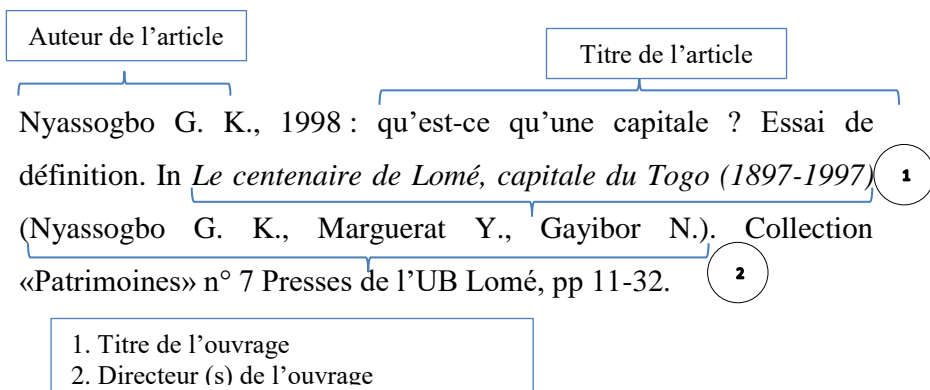 Auteur de l’article
Titre de l’article
Nyassogbo G. K., 1998 : qu’est-ce qu’une capitale ? Essai de
définition. In Le centenaire de Lomé, capitale du Togo (1897-1997) 1
(Nyassogbo G. K., Marguerat Y., Gayibor N.). Collection
«Patrimoines» n° 7 Presses de l’UB Lomé, pp 11-32. 2
1. Titre de l’ouvrage
2. Directeur (s) de l’ouvrage